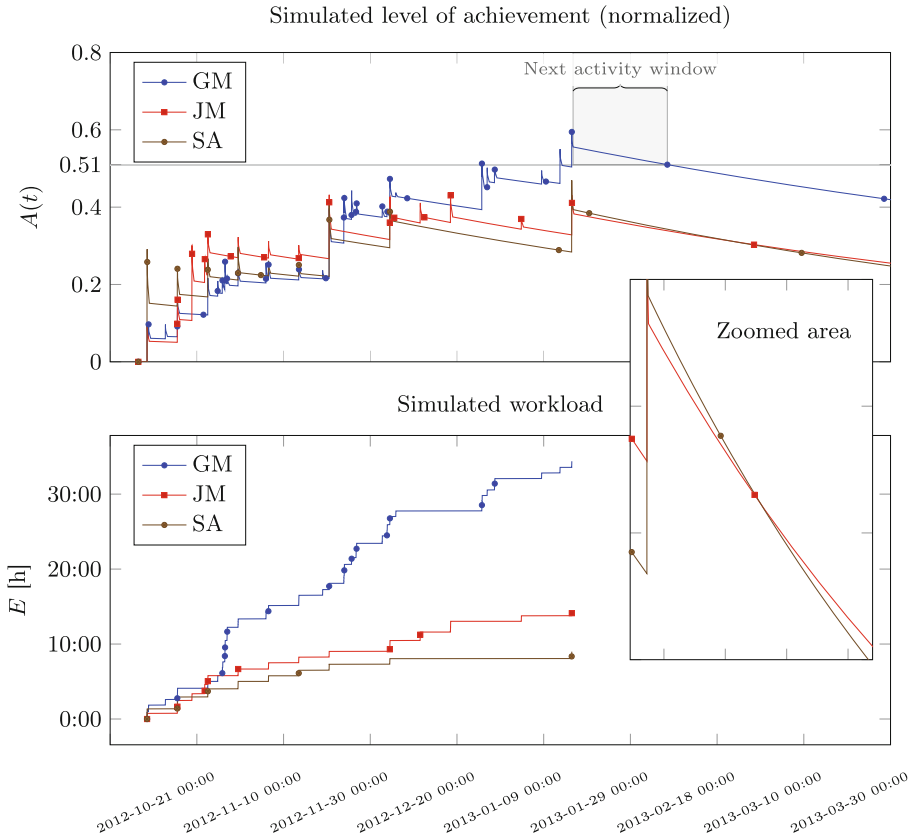 Simulated level of achievement (normalized)
0.8
Next activity window
GM
JM
SA
0.6
0.51
0.4
0.2
0
A(t)
Zoomed area
Simulated workload
GM
JM
SA
30:00
20:00
10:00
0:00
E [h]
2012-10-21 00:00
2012-11-10 00:00
2012-11-30 00:00
2012-12-20 00:00
2013-01-09 00:00
2013-01-29 00:00
2013-02-18 00:00
2013-03-10 00:00
2013-03-30 00:00